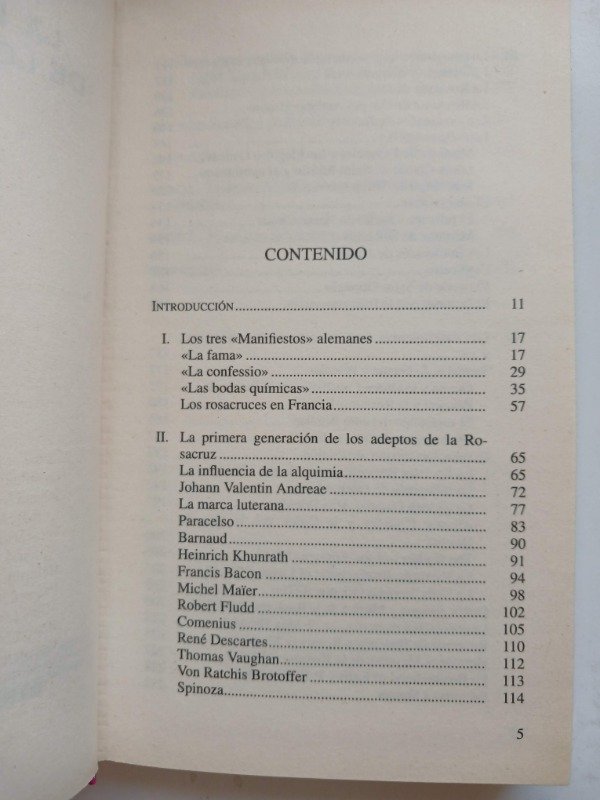 CONTENIDO
INTRODUCCIÓN 11
I. Los tres «Manifiestos» alemanes 17
«La fama» 17
«La confessio» 29
«Las bodas químicas» 35
Los rosacruces en Francia 57
II. La primera generación de los adeptos de la Ro-
sacruz 65
La influencia de la alquimia 65
Johann Valentin Andreae 72
La marca luterana 77
Paracelso 83
Barnaud 90
Heinrich Khunrath 91
Francis Bacon 94
Michel Maïer 98
Robert Fludd 102
Comenius 105
René Descartes 110
Thomas Vaughan 112
Von Ratchis Brotoffer 113
Spinoza 114
5